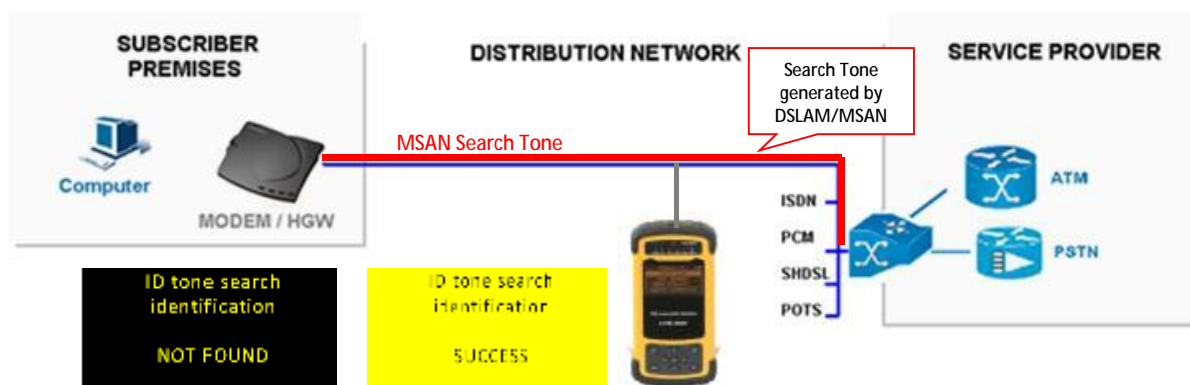 SUBSCRIBER
PREMISES
DISTRIBUTION NETWORK
SERVICE PROVIDER
Search Tone
generated by
DSLAM/MSAN
MSAN Search Tone
Computer
MODEM / HGW
ISDN
PCM
SHDSL
POTS
ATM
PSTN
ID tone search
identification
NOT FOUND
ID tone search
identification
SUCCESS